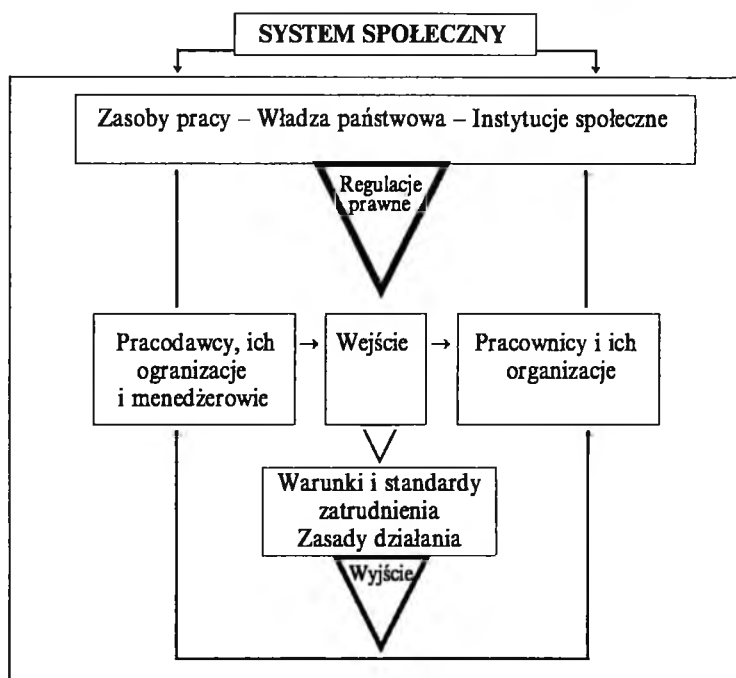 SYSTEM SPOŁECZNY
Zasoby pracy – Władza państwowa – Instytucje społeczne
Regulacje
prawne
Pracodawcy, ich
ogranizacje
i menedżerowie
Wejście
Pracownicy i ich
organizacje
Warunki i standardy
zatrudnienia
Zasady działania
Wyjście